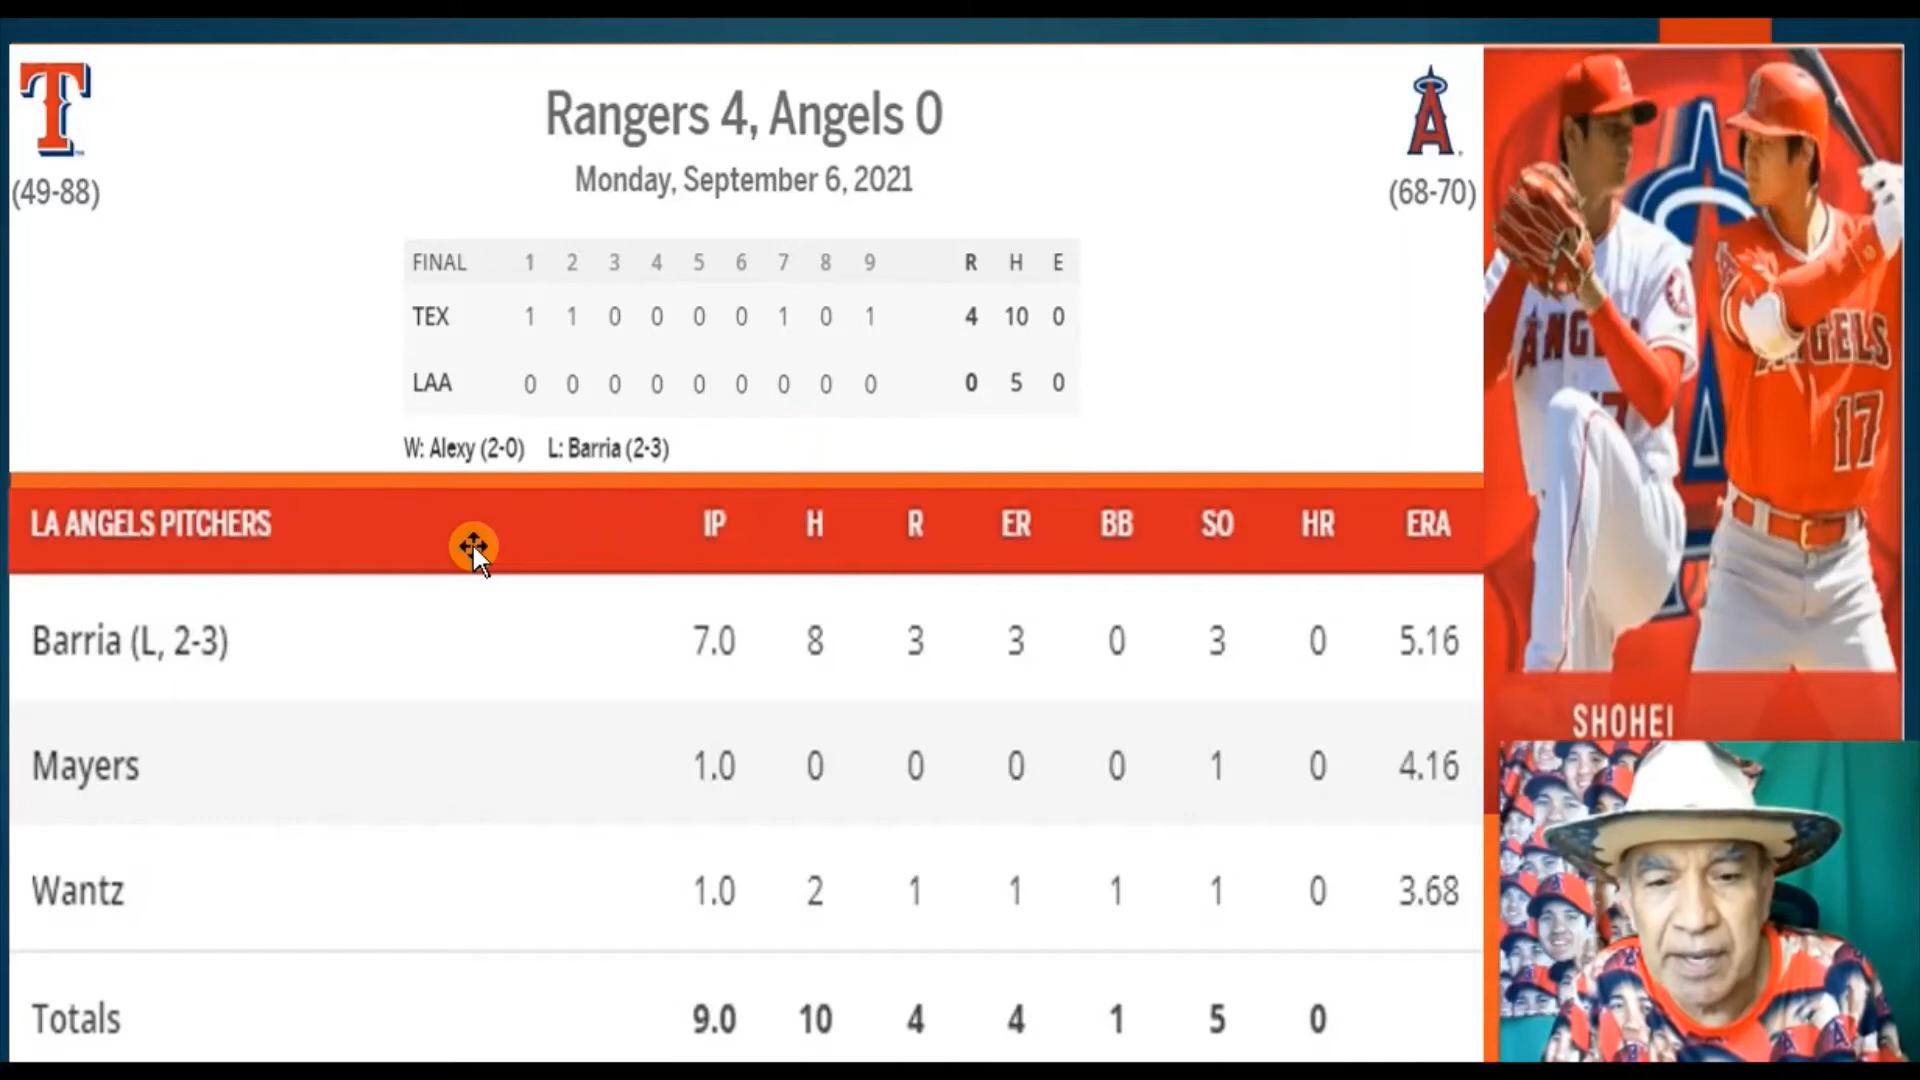 T
(49-88)
Rangers 4, Angels 0
Monday, September 6, 2021
A
(68-70)
FINAL 1 2 3 4 5 6 7 8 9 R H E
TEX 1 1 0 0 0 0 1 0 1 4 10 0
LAA 0 0 0 0 0 0 0 0 0 0 5 0
W: Alexy (2-0) L: Barria (2-3)
LA ANGELS PITCHERS IP H R ER BB SO HR ERA
Barria (L, 2-3) 7.0 8 3 3 0 3 0 5.16
Mayers 1.0 0 0 0 0 1 0 4.16
Wantz 1.0 2 1 1 1 1 0 3.68
Totals 9.0 10 4 4 1 5 0
ANGELS
17
SHOHEI